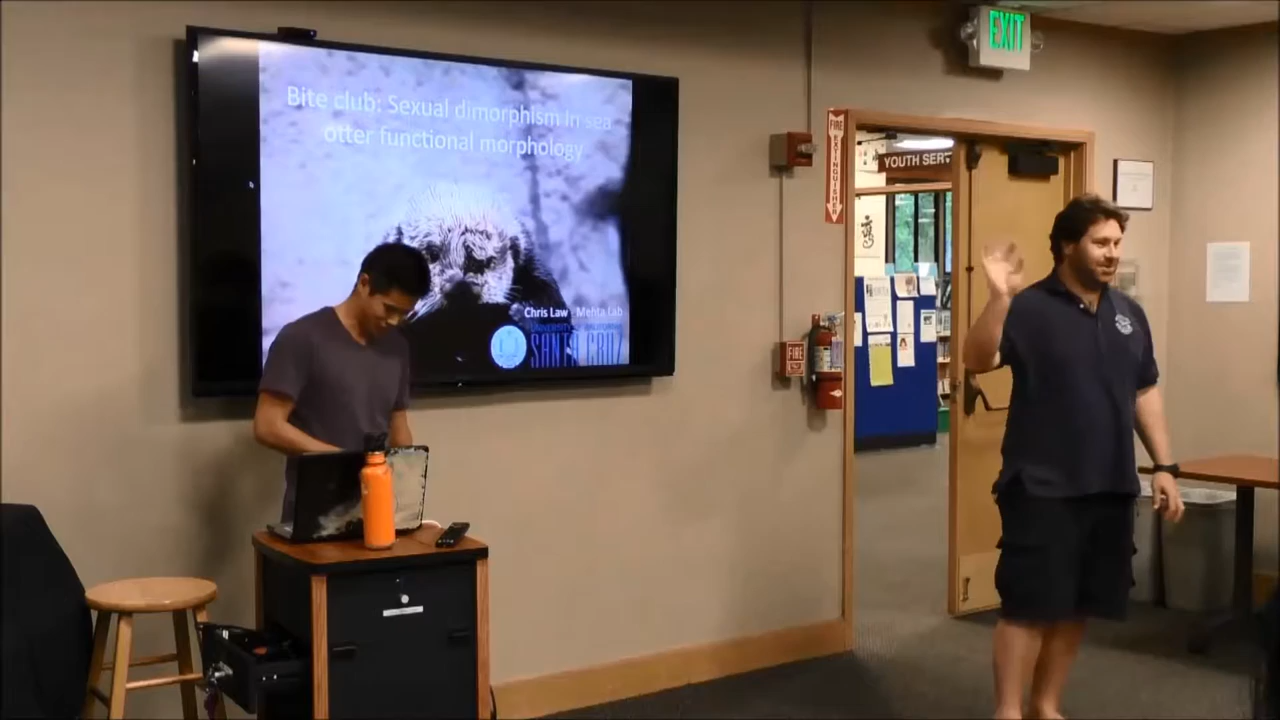 Bite club: Sexual dimorphism in sea
otter functional morphology
Chris Law - Mehta Lab
UNIVERSITY OF CALIFORNIA
SANTA CRUZ
EXIT
FIRE
EXTINGUISHER
YOUTH SERV
FIRE